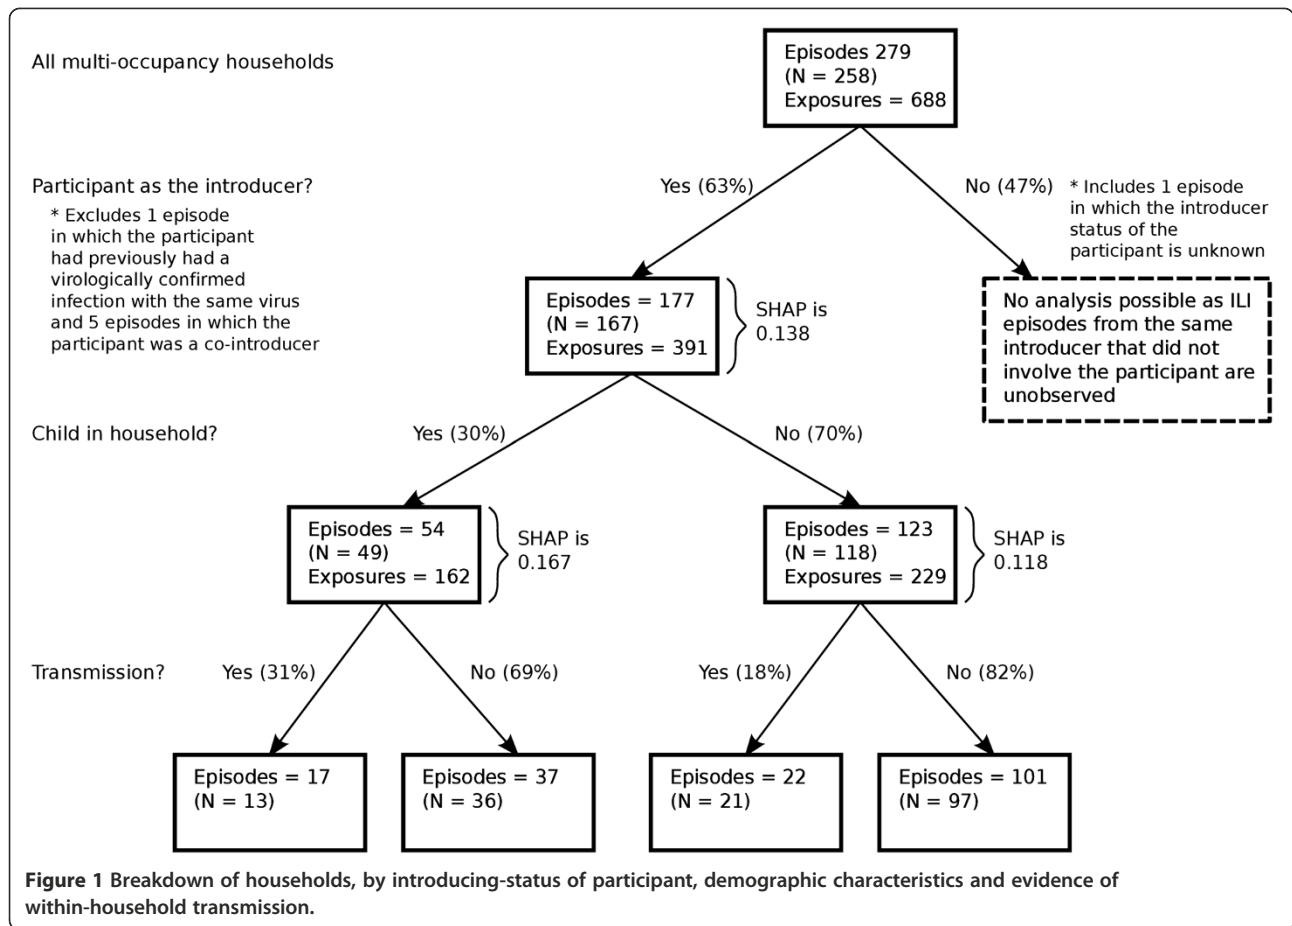 All multi-occupancy households
Episodes 279
(N = 258)
Exposures = 688
Participant as the introducer?
* Excludes 1 episode
in which the participant
had previously had a
virologically confirmed
infection with the same virus
and 5 episodes in which the
participant was a co-introducer
Yes (63%)
No (47%)
* Includes 1 episode
in which the introducer
status of the
participant is unknown
Episodes = 177
(N = 167)
Exposures = 391
SHAP is
0.138
No analysis possible as ILI
episodes from the same
introducer that did not
involve the participant are
unobserved
Child in household?
Yes (30%)
No (70%)
Episodes = 54
(N = 49)
Exposures = 162
SHAP is
0.167
Episodes = 123
(N = 118)
Exposures = 229
SHAP is
0.118
Transmission?
Yes (31%)
No (69%)
Yes (18%)
No (82%)
Episodes = 17
(N = 13)
Episodes = 37
(N = 36)
Episodes = 22
(N = 21)
Episodes = 101
(N = 97)
Figure 1 Breakdown of households, by introducing-status of participant, demographic characteristics and evidence of
within-household transmission.